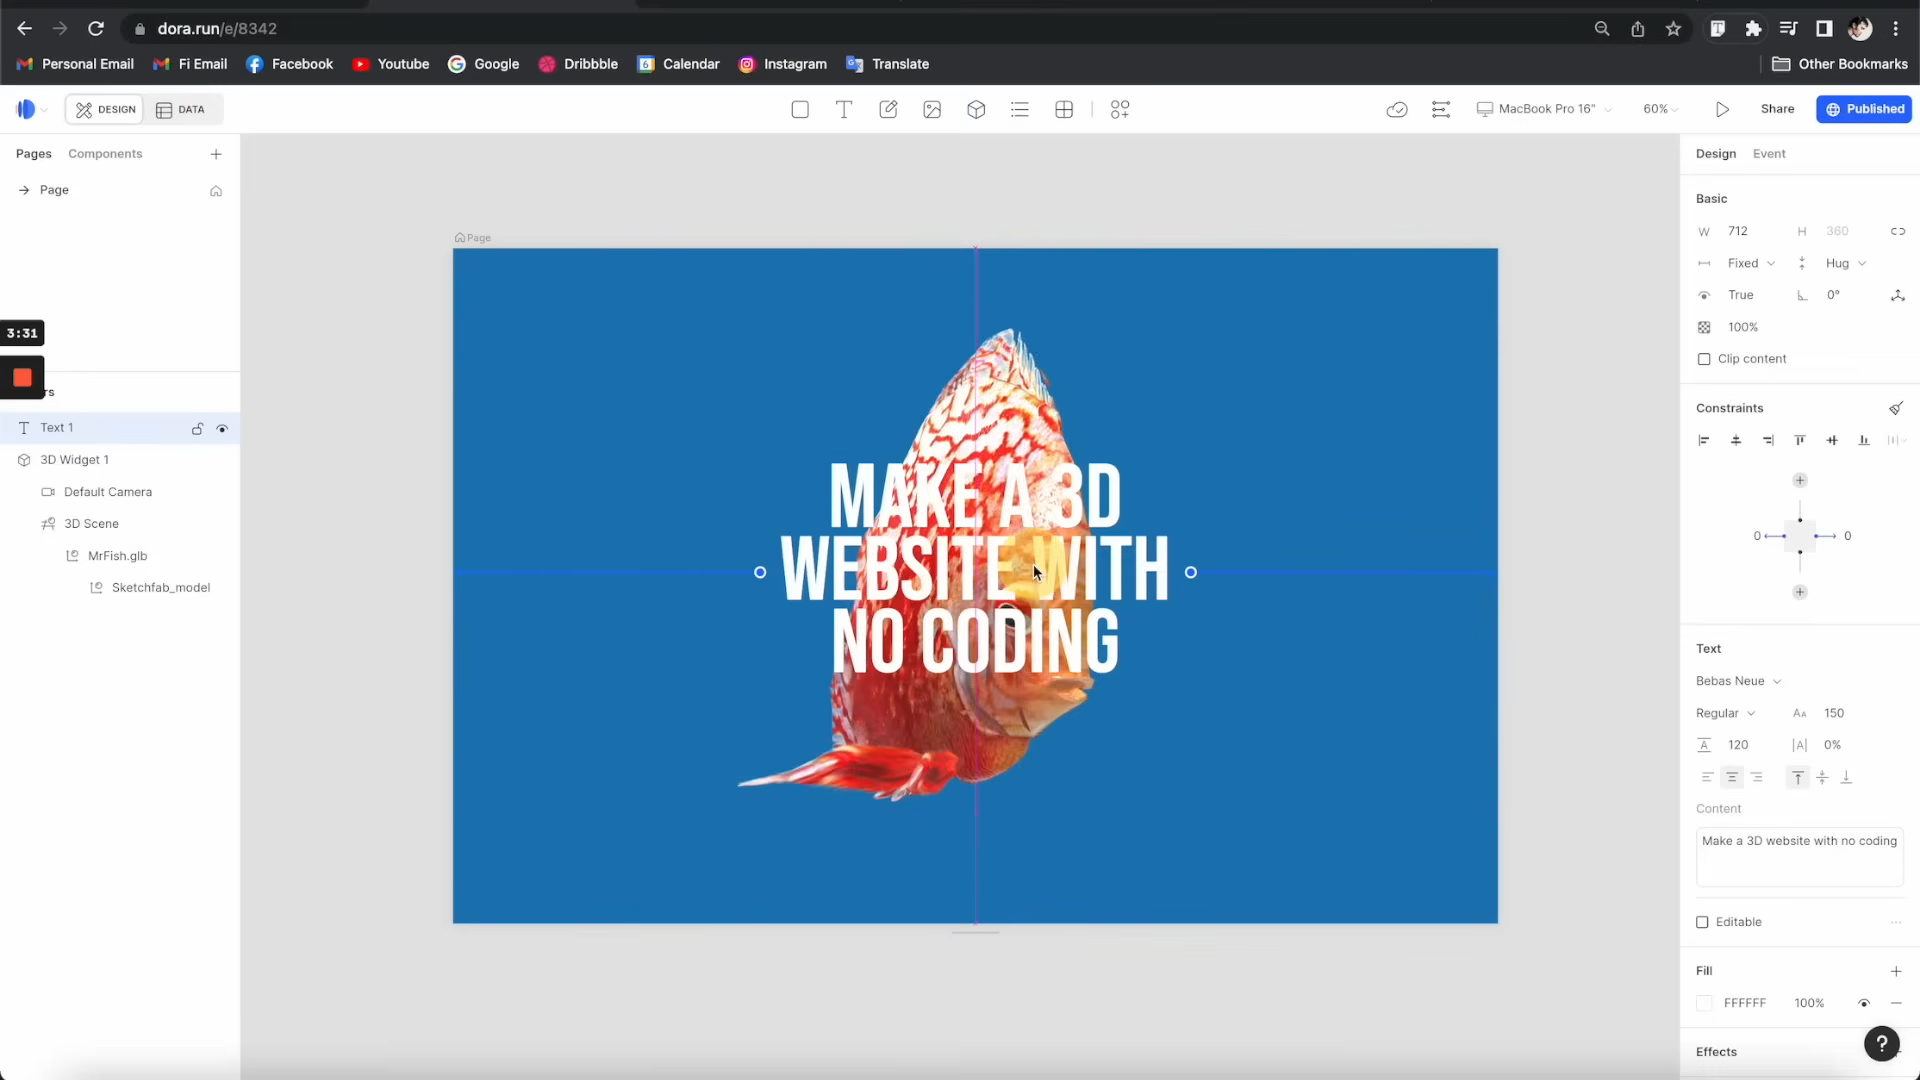 dora.run/e/8342
Personal Email
Fi Email
Facebook
Youtube
Google
Dribbble
6
Calendar
Instagram
Translate
Other Bookmarks
DESIGN
DATA
MacBook Pro 16"
60%
Share
Published
Pages
Components
Page
3:31
rs
Text 1
3D Widget 1
Default Camera
3D Scene
MrFish.glb
Sketchfab_model
Page
MAKE A 3D
WEBSITE WITH
NO CODING
Design
Event
Basic
W 712 H 360
Fixed Hug
True 0°
100%
Clip content
Constraints
0 0
Text
Bebas Neue
Regular 150
120 0%
Content
Make a 3D website with no coding
Editable
Fill
FFFFFF 100%
Effects
?